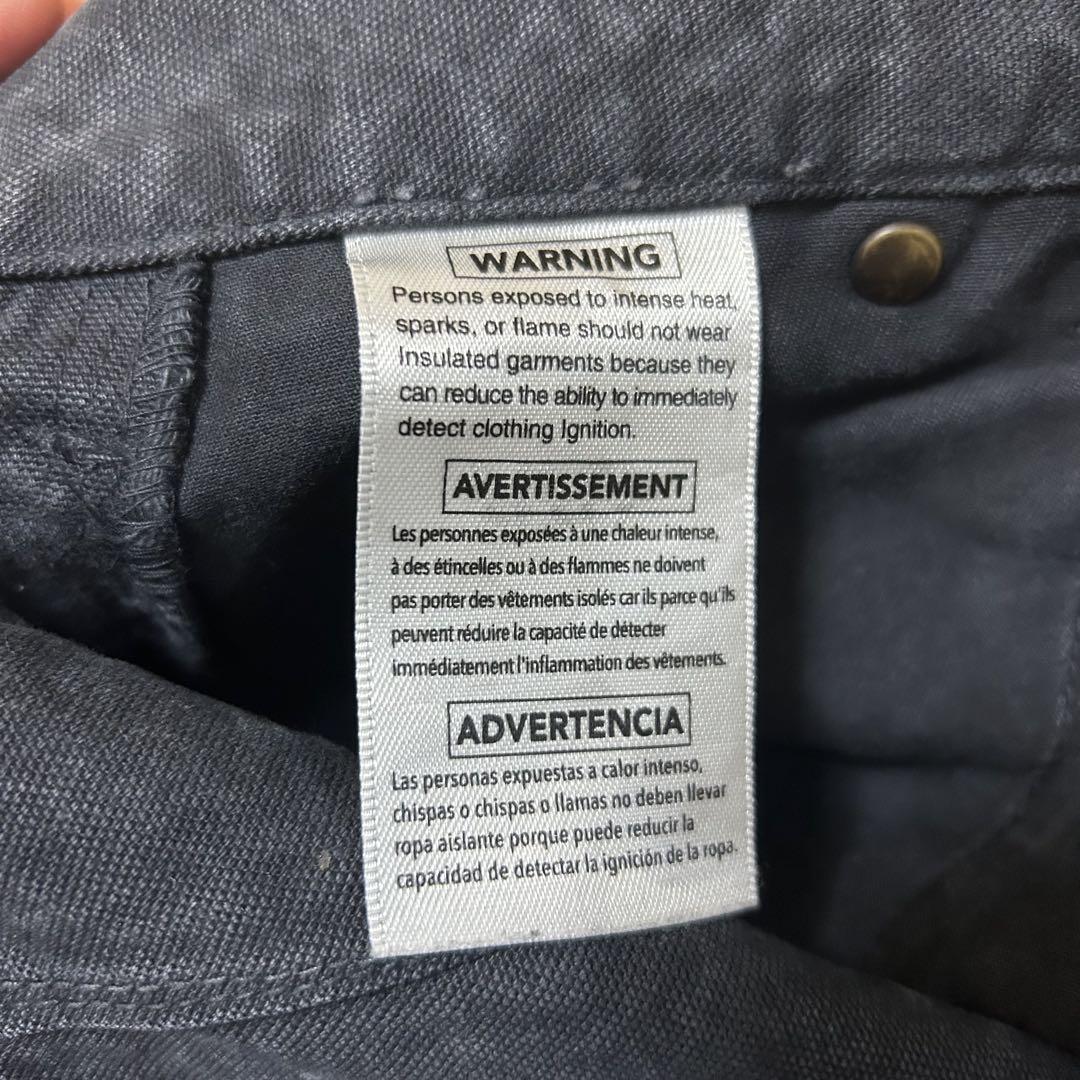 WARNING
Persons exposed to intense heat,
sparks, or flame should not wear
Insulated garments because they
can reduce the ability to immediately
detect clothing Ignition.
AVERTISSEMENT
Les personnes exposées à une chaleur intense,
à des étincelles ou à des flammes ne doivent
pas porter des vêtements isolés car ils parce qu'ils
peuvent réduire la capacité de détecter
immédiatement l'inflammation des vêtements.
ADVERTENCIA
Las personas expuestas a calor intenso,
chispas o chispas o llamas no deben llevar
ropa aislante porque puede reducir la
capacidad de detectar la ignición de la ropa.